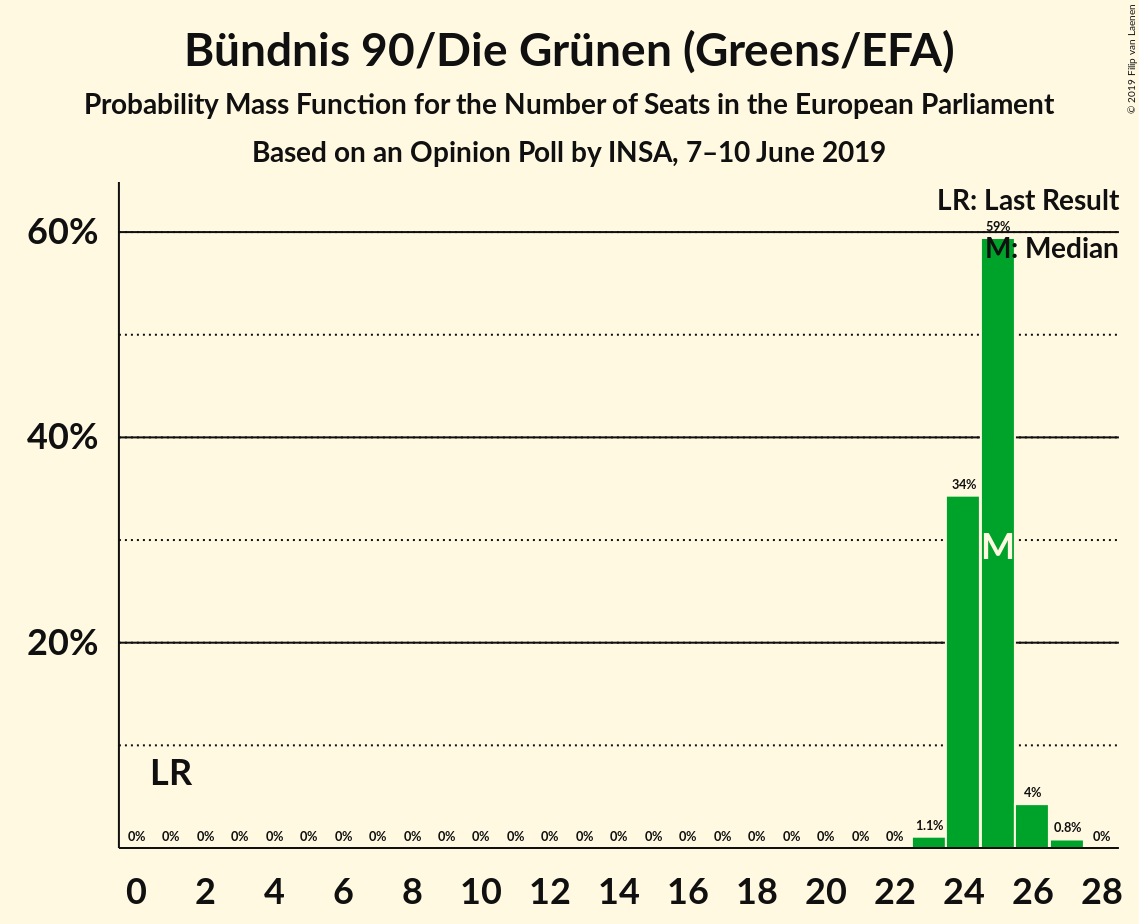 Bündnis 90/Die Grünen (Greens/EFA)
Probability Mass Function for the Number of Seats in the European Parliament
Based on an Opinion Poll by INSA, 7–10 June 2019
© 2019 Filip van Laenen
LR: Last Result
M: Median
60%
40%
20%
59%
34%
M
LR
4%
1.1%
0.8%
0% 0% 0% 0% 0% 0% 0% 0% 0% 0% 0% 0% 0% 0% 0% 0% 0% 0% 0% 0% 0% 0% 0% 0%
0 2 4 6 8 10 12 14 16 18 20 22 24 26 28